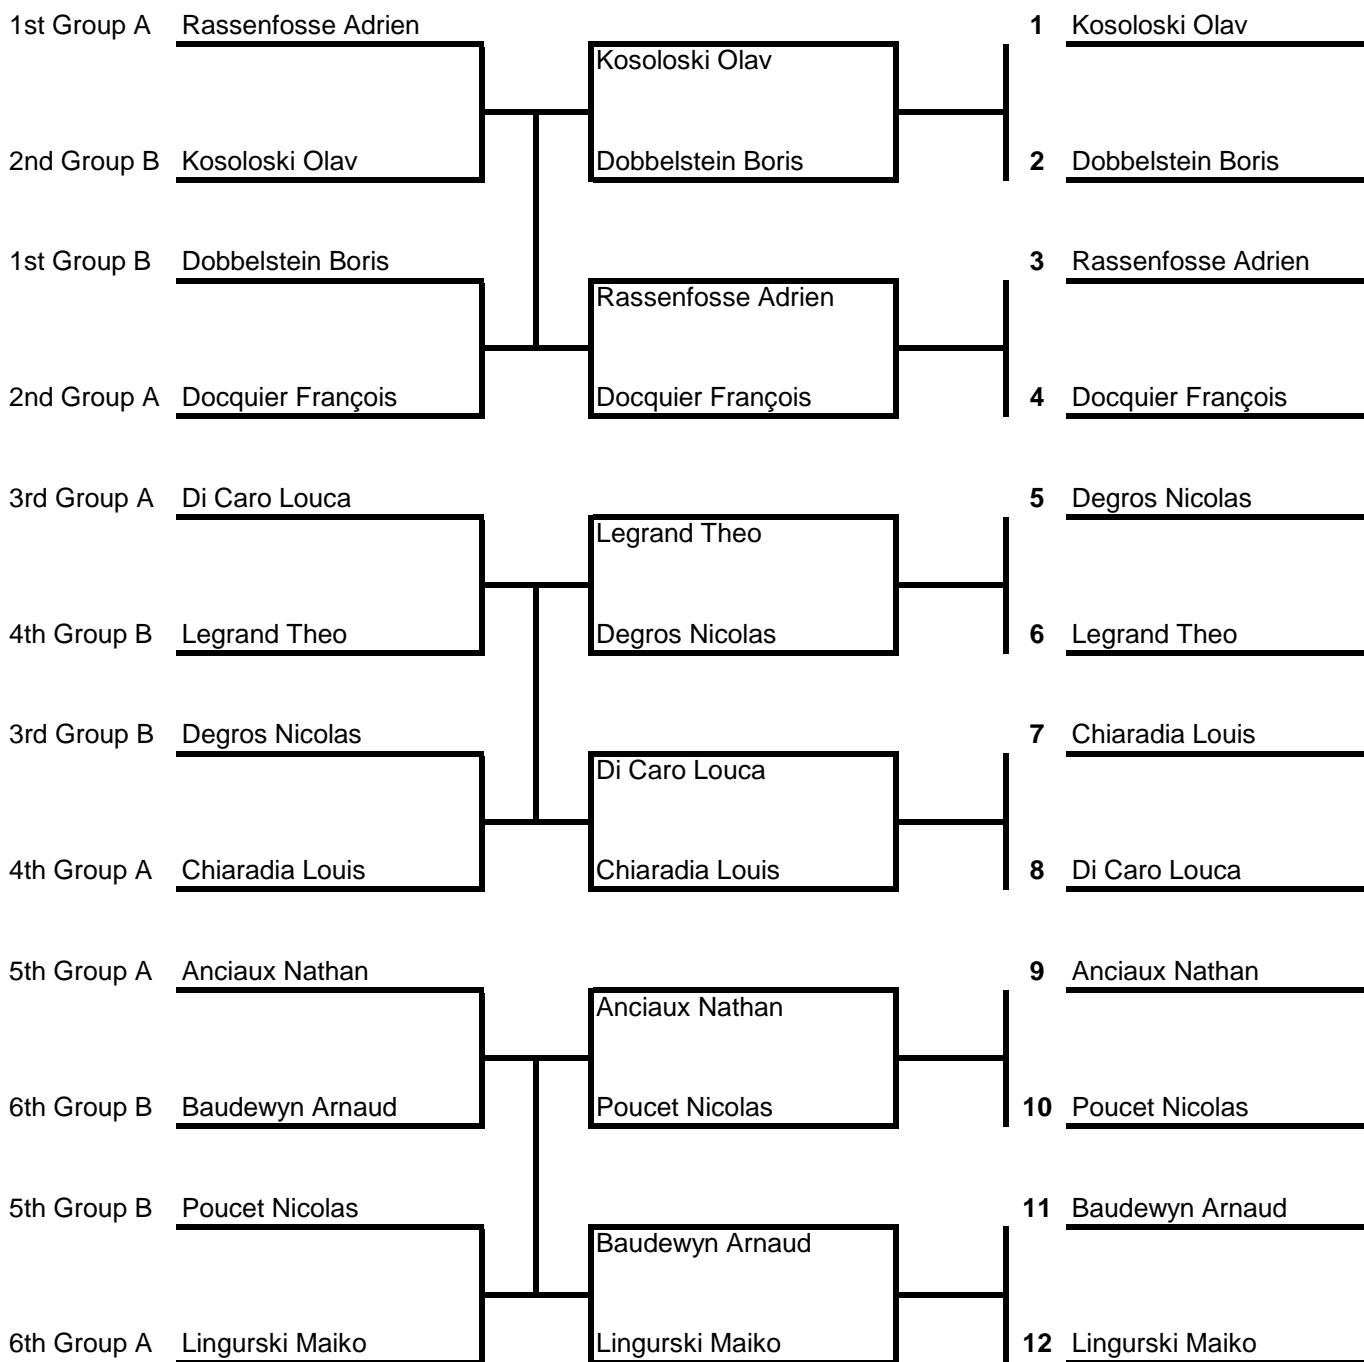 1st Group A Rassenfosse Adrien 1 Kosoloski Olav
Kosoloski Olav
2nd Group B Kosoloski Olav Dobbelstein Boris 2 Dobbelstein Boris
1st Group B Dobbelstein Boris 3 Rassenfosse Adrien
Rassenfosse Adrien
2nd Group A Docquier François Docquier François 4 Docquier François
3rd Group A Di Caro Louca 5 Degros Nicolas
Legrand Theo
4th Group B Legrand Theo Degros Nicolas 6 Legrand Theo
3rd Group B Degros Nicolas 7 Chiaradia Louis
Di Caro Louca
4th Group A Chiaradia Louis Chiaradia Louis 8 Di Caro Louca
5th Group A Anciaux Nathan 9 Anciaux Nathan
Anciaux Nathan
6th Group B Baudewyn Arnaud Poucet Nicolas 10 Poucet Nicolas
5th Group B Poucet Nicolas 11 Baudewyn Arnaud
Baudewyn Arnaud
6th Group A Lingurski Maiko Lingurski Maiko 12 Lingurski Maiko